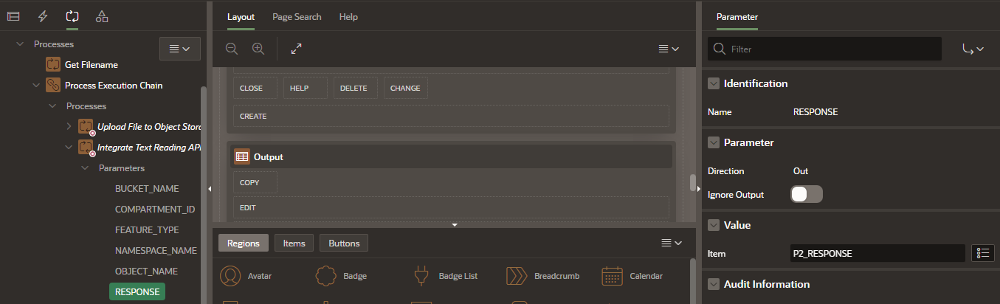 Layout
Page Search
Help
Parameter
Processes
Get Filename
Process Execution Chain
Processes
Upload File to Object Stora
Integrate Text Reading API
Parameters
BUCKET_NAME
COMPARTMENT_ID
FEATURE_TYPE
NAMESPACE_NAME
OBJECT_NAME
RESPONSE
CLOSE
HELP
DELETE
CHANGE
CREATE
Output
COPY
EDIT
Regions
Items
Buttons
Avatar
Badge
Badge List
Breadcrumb
Calendar
Filter
Identification
Name RESPONSE
Parameter
Direction Out
Ignore Output
Value
Item P2_RESPONSE
Audit Information